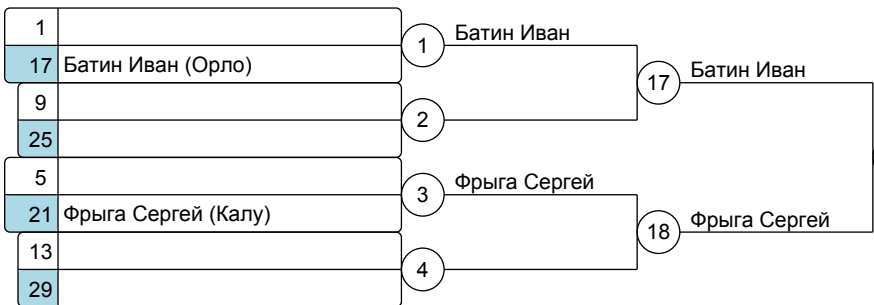 1
1
Батин Иван
17 Батин Иван (Орло)
17
Батин Иван
9
2
25
5
3
Фрыга Сергей
21 Фрыга Сергей (Калу)
18
Фрыга Сергей
13
4
29